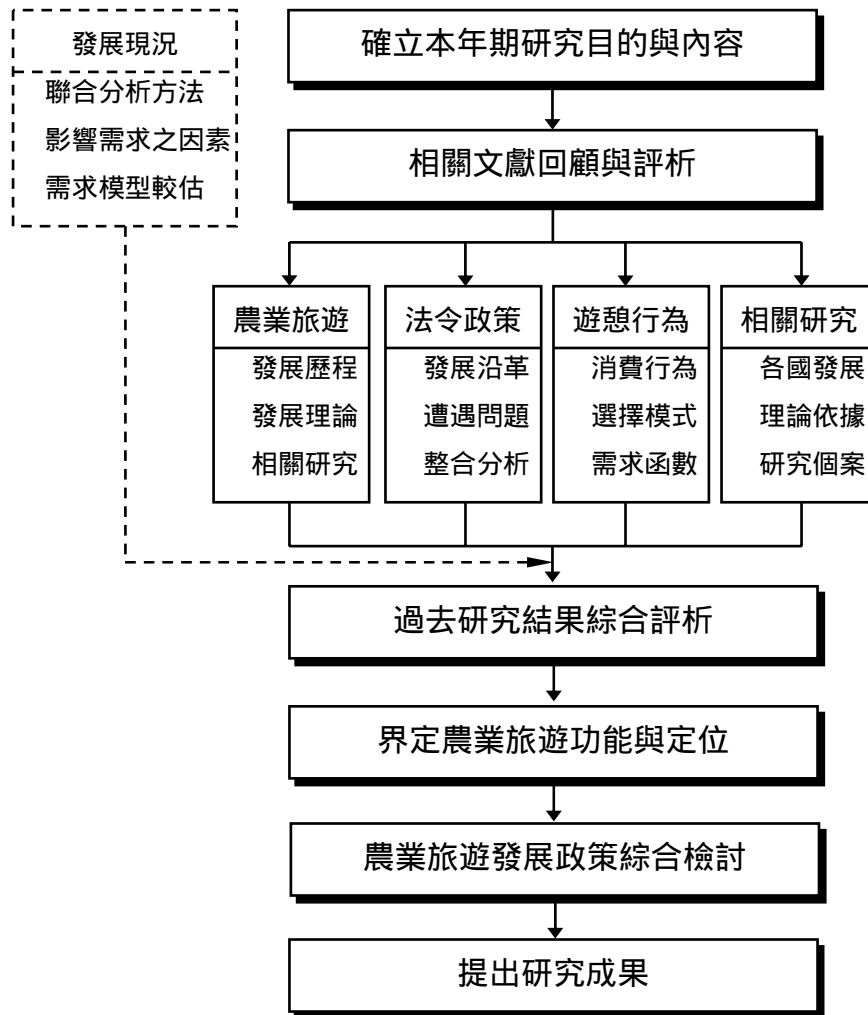 發展現況
聯合分析方法
影響需求之因素
需求模型較估
確立本年期研究目的與內容
相關文獻回顧與評析
農業旅遊
發展歷程
發展理論
相關研究
法令政策
發展沿革
遭遇問題
整合分析
遊憩行為
消費行為
選擇模式
需求函數
相關研究
各國發展
理論依據
研究個案
過去研究結果綜合評析
界定農業旅遊功能與定位
農業旅遊發展政策綜合檢討
提出研究成果